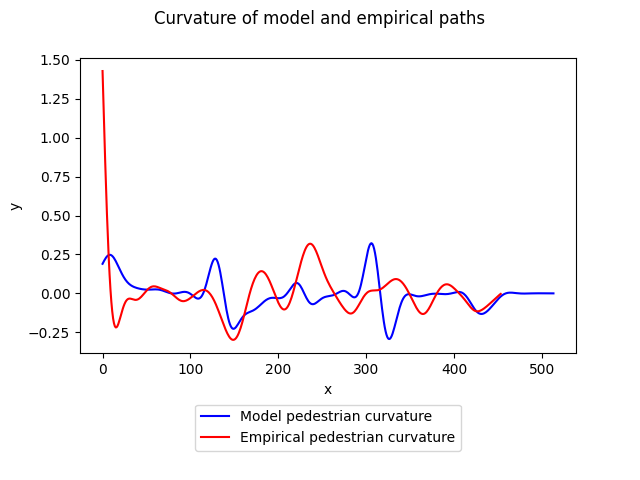 Curvature of model and empirical paths
1.50
1.25
1.00
0.75
0.50
0.25
0.00
−0.25
y
0 100 200 300 400 500
x
Model pedestrian curvature
Empirical pedestrian curvature